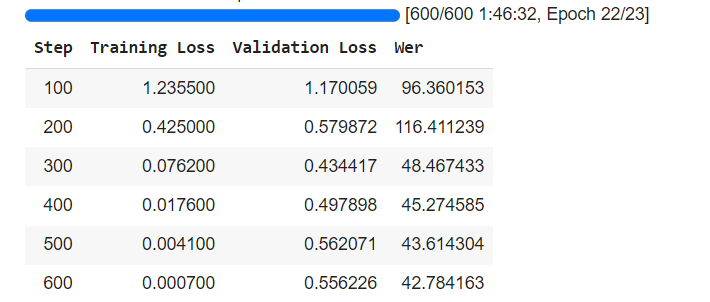 [600/600 1:46:32, Epoch 22/23]
Step Training Loss Validation Loss Wer
100 1.235500 1.170059 96.360153
200 0.425000 0.579872 116.411239
300 0.076200 0.434417 48.467433
400 0.017600 0.497898 45.274585
500 0.004100 0.562071 43.614304
600 0.000700 0.556226 42.784163